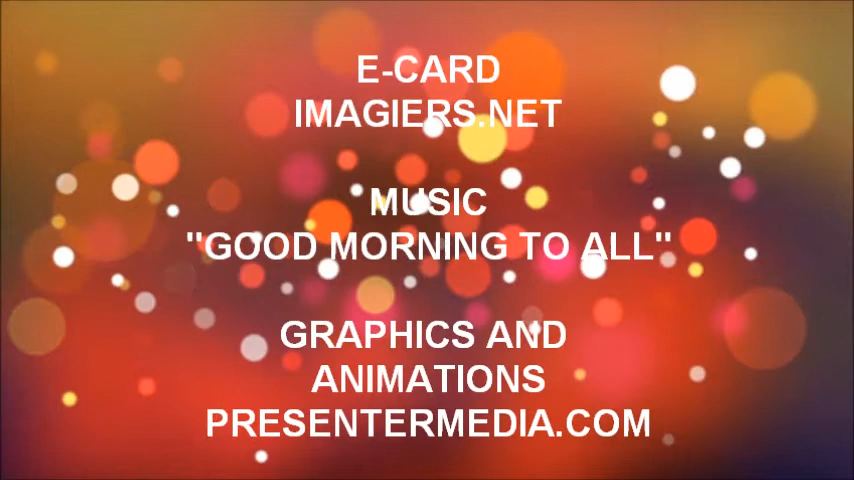 E-CARD
IMAGIERS.NET
MUSIC
"GOOD MORNING TO ALL"
GRAPHICS AND
ANIMATIONS
PRESENTERMEDIA.COM